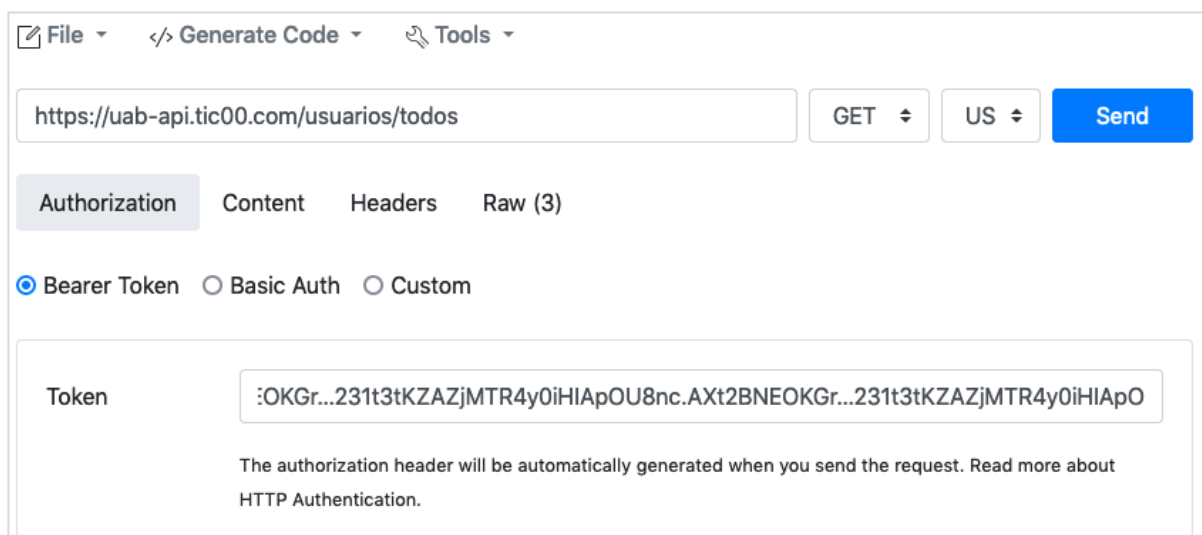 File </> Generate Code Tools
https://uab-api.tic00.com/usuarios/todos GET US Send
Authorization Content Headers Raw (3)
Bearer Token Basic Auth Custom
Token EOKGr...231t3tKZAZjMTR4y0iHIApOU8nc.AXt2BNEOKGr...231t3tKZAZjMTR4y0iHIApO
The authorization header will be automatically generated when you send the request. Read more about
HTTP Authentication.